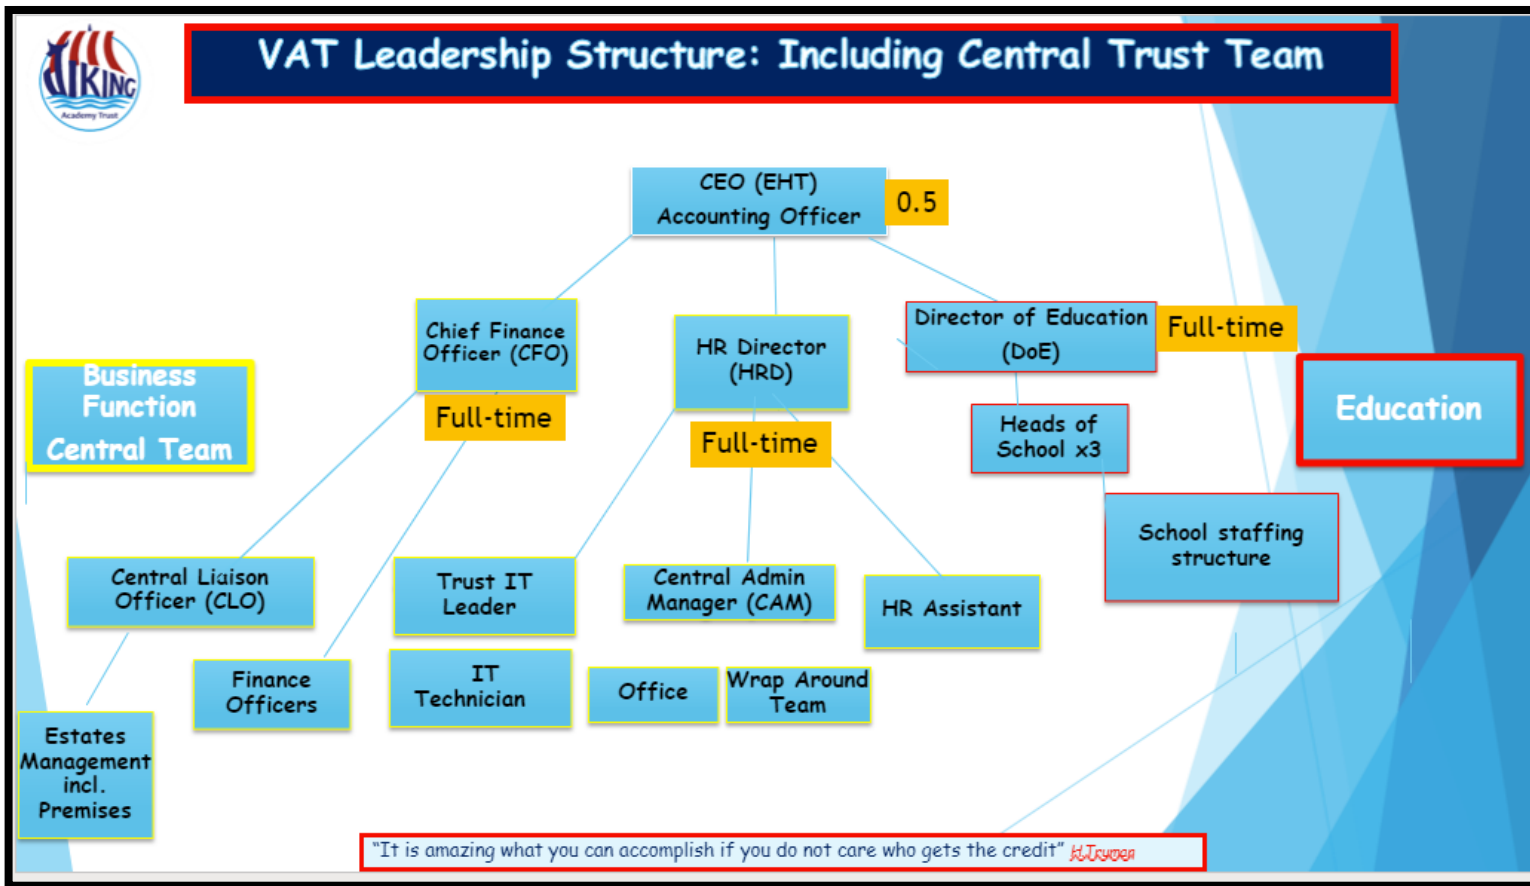 VIKING
Academy Trust
VAT Leadership Structure: Including Central Trust Team
CEO (EHT)
Accounting Officer
0.5
Chief Finance
Officer (CFO)
Full-time
HR Director
(HRD)
Full-time
Director of Education
(DoE)
Full-time
Business
Function
Central Team
Education
Heads of
School x3
School staffing
structure
Central Liaison
Officer (CLO)
Trust IT
Leader
Central Admin
Manager (CAM)
HR Assistant
Finance
Officers
IT
Technician
Office
Wrap Around
Team
Estates
Management
incl.
Premises
“It is amazing what you can accomplish if you do not care who gets the credit” H.Truman